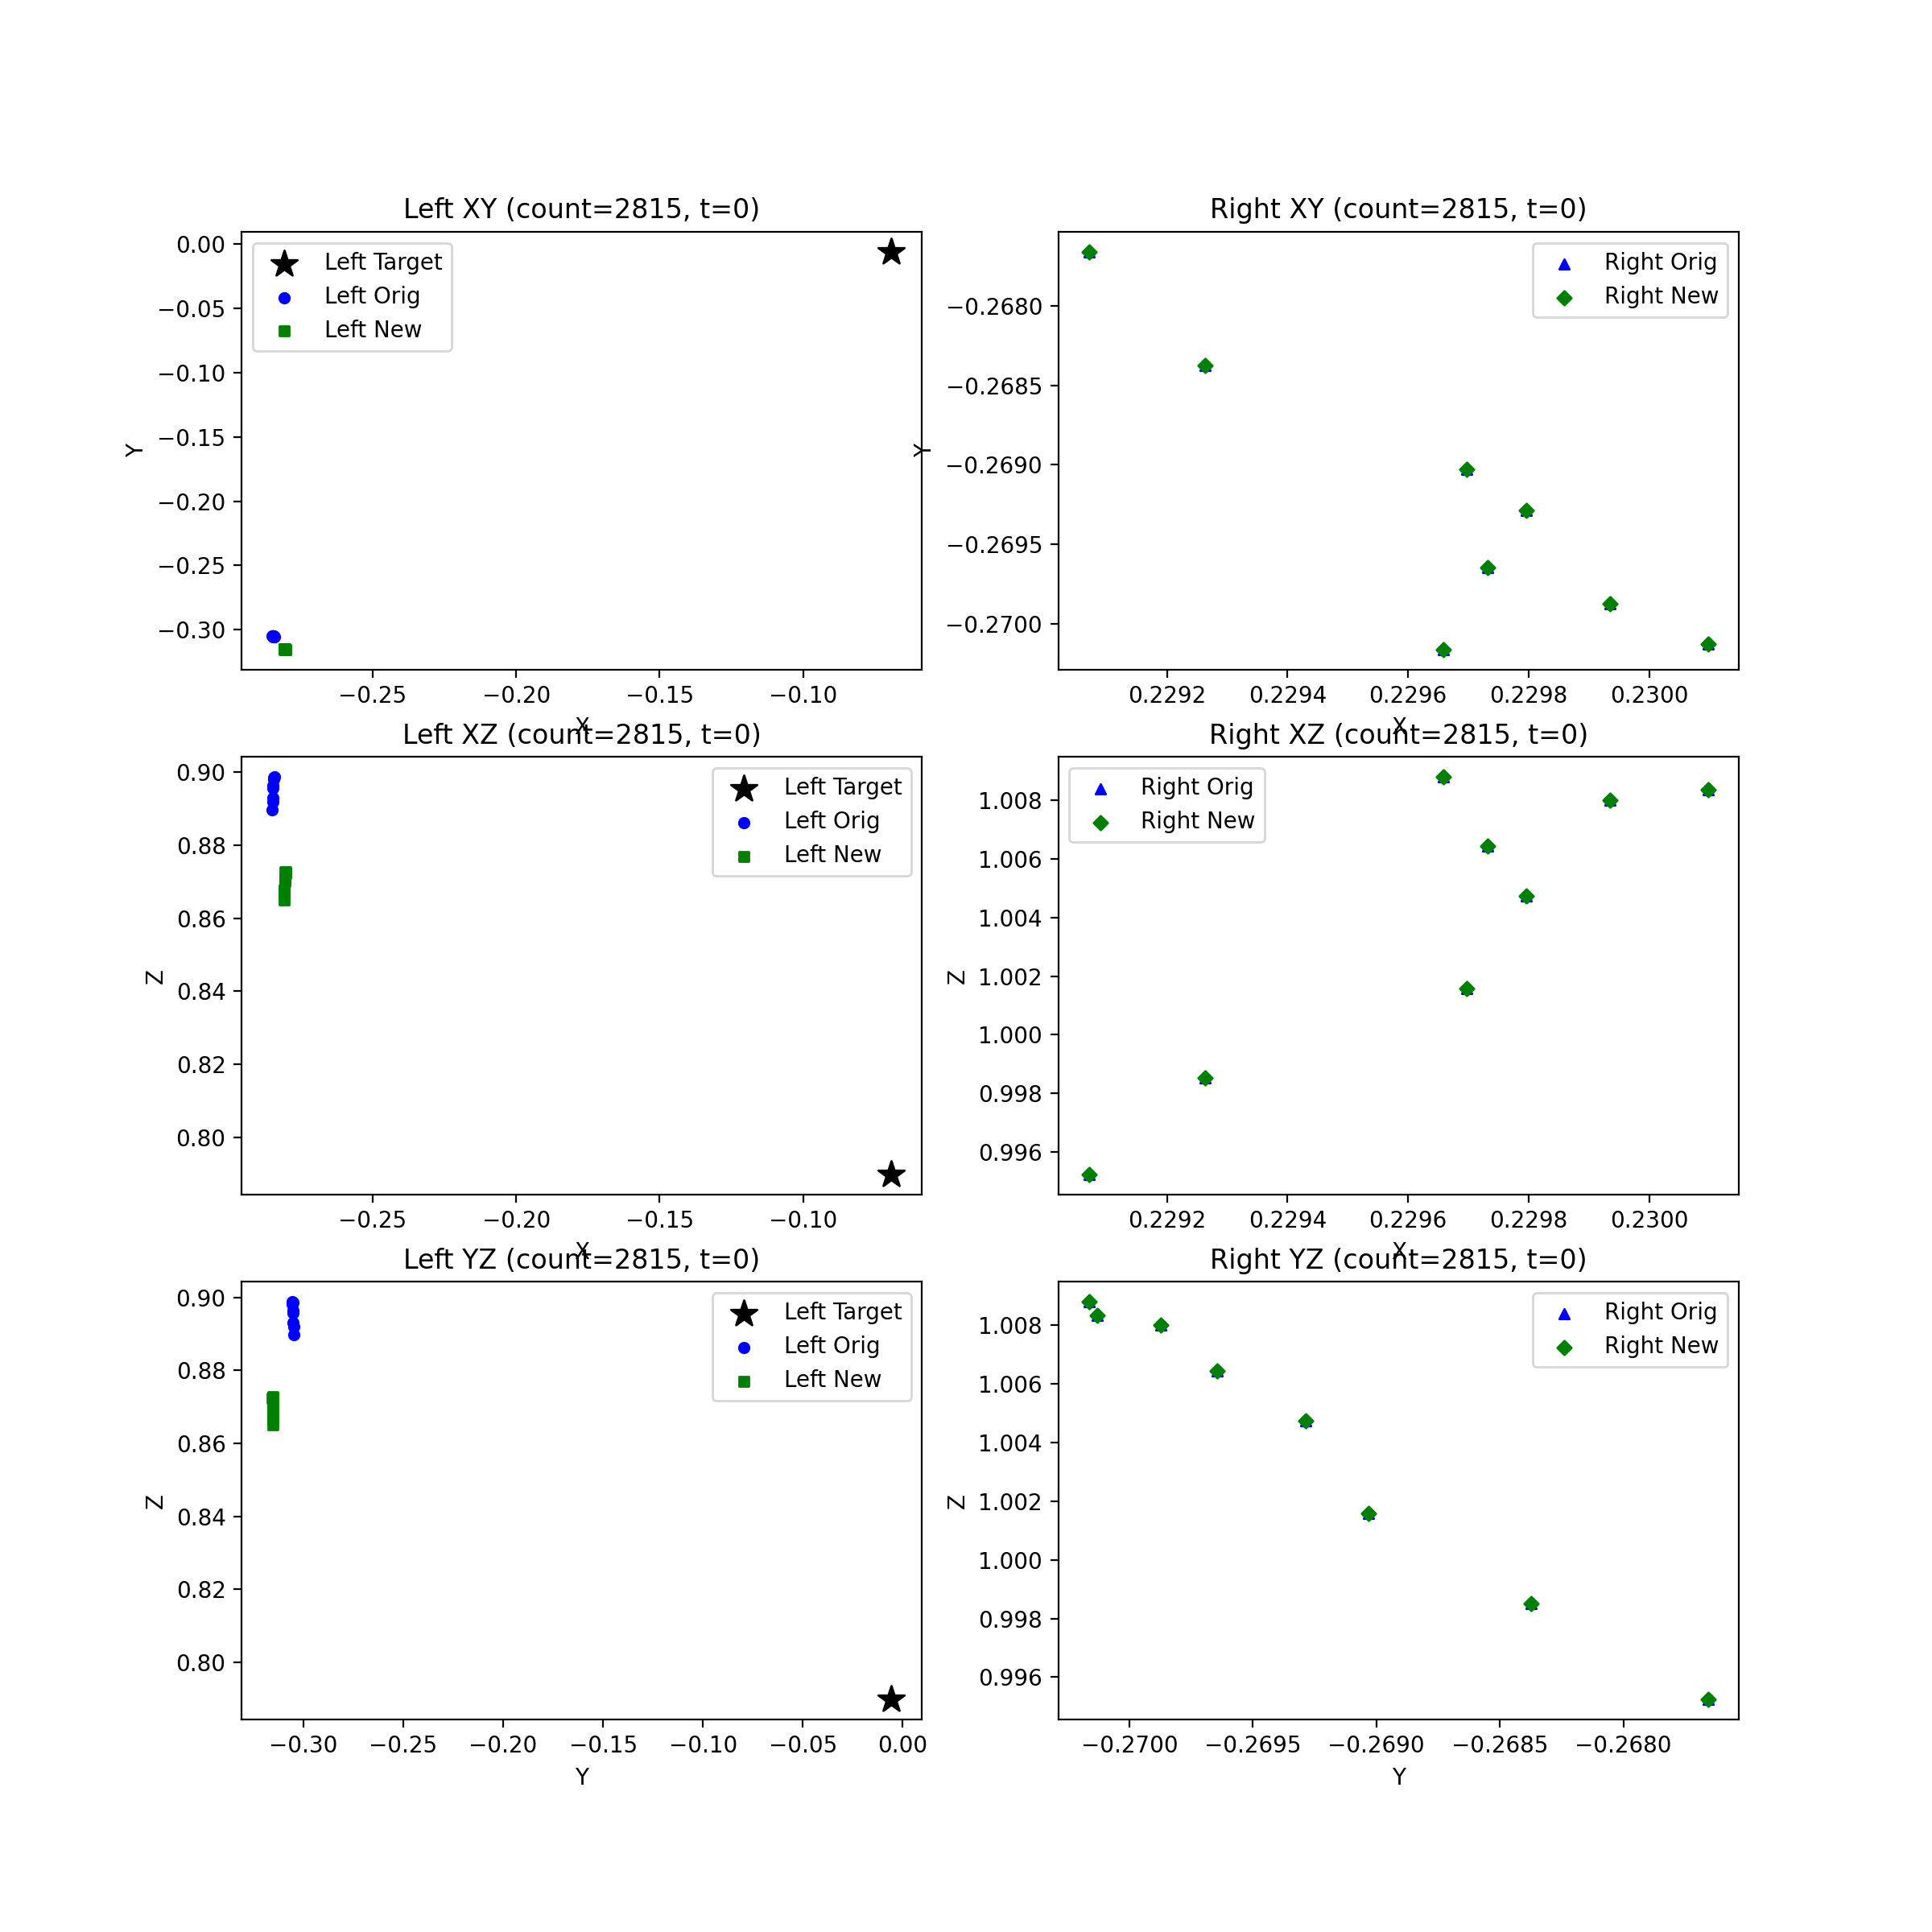 Left XY (count=2815, t=0)
Right XY (count=2815, t=0)
0.00
−0.05
−0.10
−0.15
−0.20
−0.25
−0.30
Y
Left Target
Left Orig
Left New
−0.25
−0.20
−0.15
−0.10
X
−0.2680
−0.2685
−0.2690
−0.2695
−0.2700
Y
Right Orig
Right New
0.2292
0.2294
0.2296
0.2298
0.2300
X
Left XZ (count=2815, t=0)
Right XZ (count=2815, t=0)
0.90
0.88
0.86
0.84
0.82
0.80
Z
Left Target
Left Orig
Left New
−0.25
−0.20
−0.15
−0.10
X
1.008
1.006
1.004
1.002
1.000
0.998
0.996
Z
Right Orig
Right New
0.2292
0.2294
0.2296
0.2298
0.2300
X
Left YZ (count=2815, t=0)
Right YZ (count=2815, t=0)
0.90
0.88
0.86
0.84
0.82
0.80
Z
Left Target
Left Orig
Left New
−0.30
−0.25
−0.20
−0.15
−0.10
−0.05
0.00
Y
1.008
1.006
1.004
1.002
1.000
0.998
0.996
Z
Right Orig
Right New
−0.2700
−0.2695
−0.2690
−0.2685
−0.2680
Y